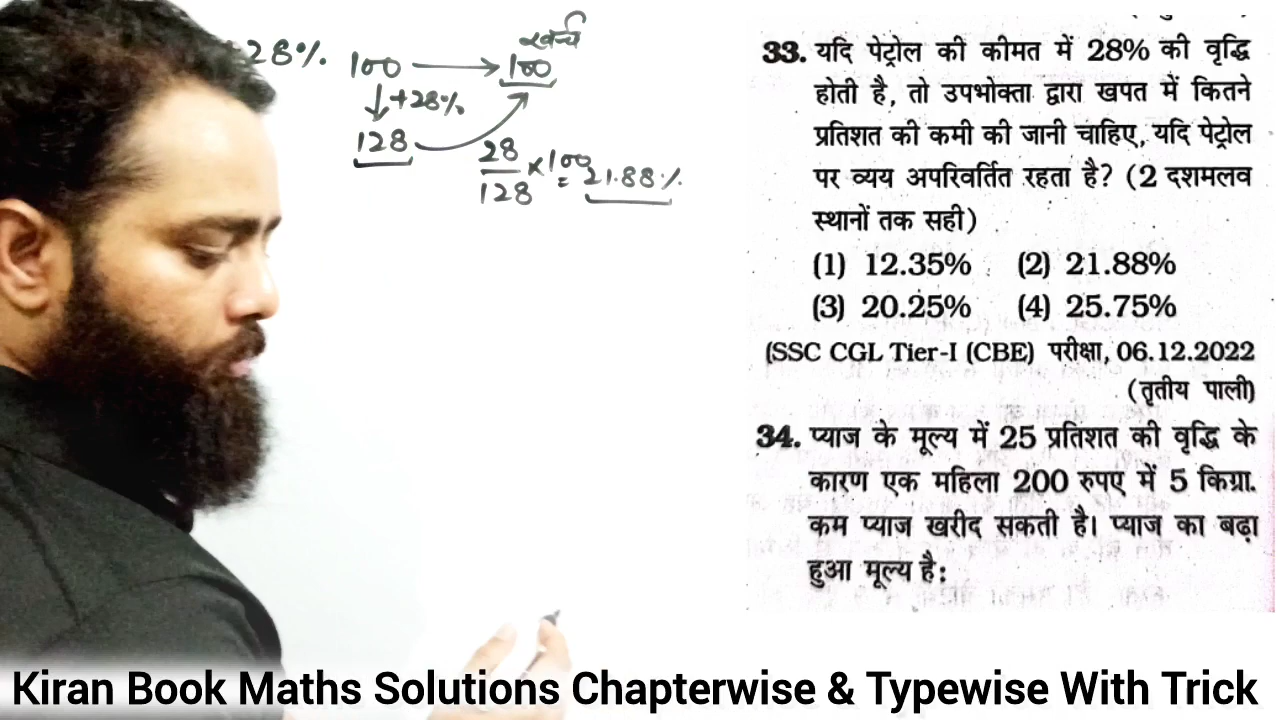 28%.
खर्च
100 → 100
↓+28%
128
28/128 × 100 = 21.88%.
33. यदि पेट्रोल की कीमत में 28% की वृद्धि
होती है, तो उपभोक्ता द्वारा खपत में कितने
प्रतिशत की कमी की जानी चाहिए, यदि पेट्रोल
पर व्यय अपरिवर्तित रहता है? (2 दशमलव
स्थानों तक सही)
(1) 12.35% (2) 21.88%
(3) 20.25% (4) 25.75%
(SSC CGL Tier-I (CBE) परीक्षा, 06.12.2022
(तृतीय पाली)
34. प्याज के मूल्य में 25 प्रतिशत की वृद्धि के
कारण एक महिला 200 रुपए में 5 किग्रा.
कम प्याज खरीद सकती है। प्याज का बढ़ा
हुआ मूल्य है:
Kiran Book Maths Solutions Chapterwise & Typewise With Trick